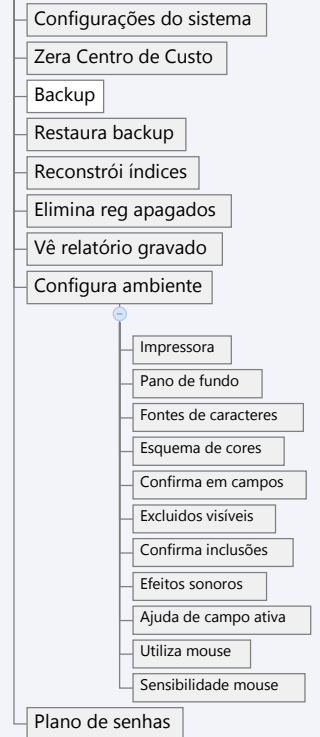 Configurações do sistema
Zera Centro de Custo
Backup
Restaura backup
Reconstrói índices
Elimina reg apagados
Vê relatório gravado
Configura ambiente
Impressora
Pano de fundo
Fontes de caracteres
Esquema de cores
Confirma em campos
Excluidos visíveis
Confirma inclusões
Efeitos sonoros
Ajuda de campo ativa
Utiliza mouse
Sensibilidade mouse
Plano de senhas